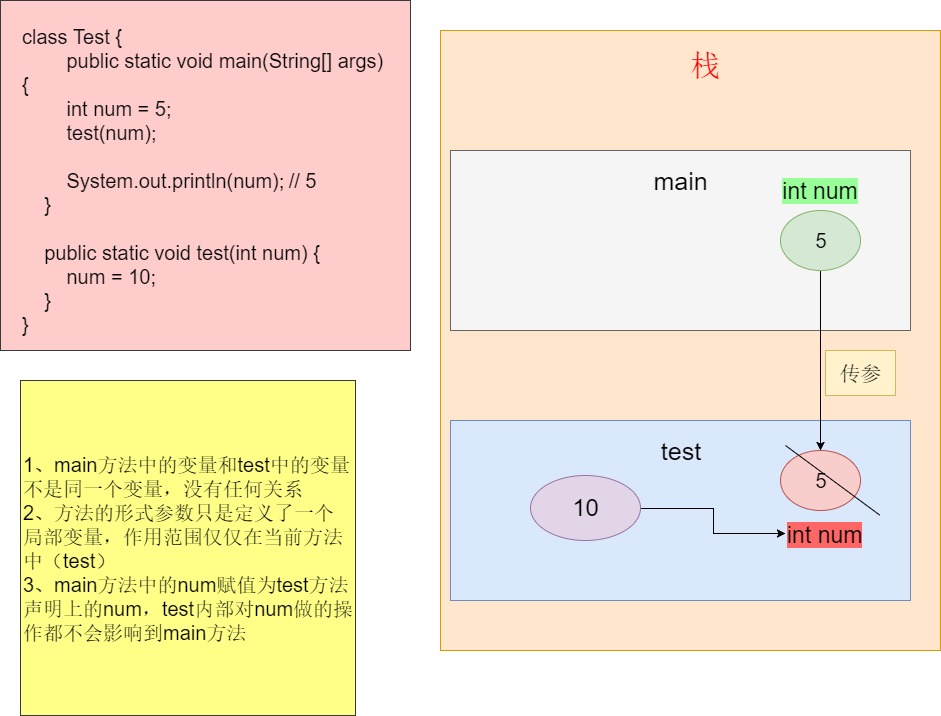 class Test {
public static void main(String[] args)
{
int num = 5;
test(num);
System.out.println(num); // 5
}
public static void test(int num) {
num = 10;
}
}
1、main方法中的变量和test中的变量
不是同一个变量，没有任何关系
2、方法的形式参数只是定义了一个
局部变量，作用范围仅仅在当前方法
中（test）
3、main方法中的num赋值为test方法
声明上的num，test内部对num做的操
作都不会影响到main方法
栈
main
int num
5
传参
test
5
10
int num